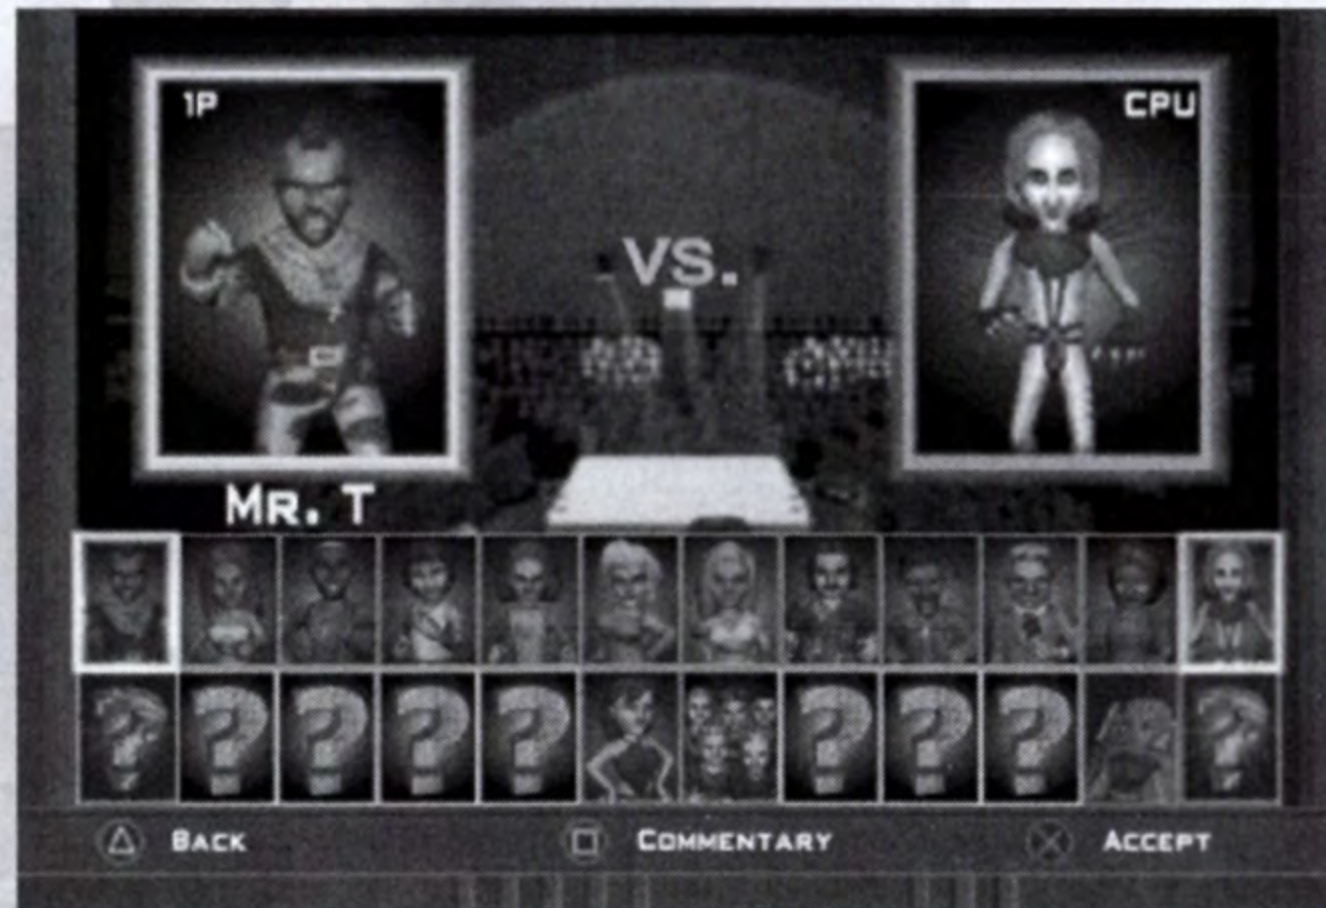 1P
CPU
VS.
MR. T
? ? ? ? ? ? ? ? ?
BACK
COMMENTARY
ACCEPT